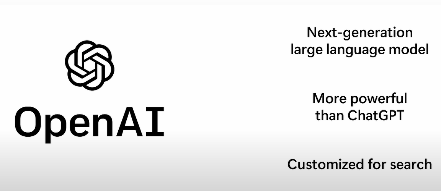 OpenAI
Next-generation
large language model
More powerful
than ChatGPT
Customized for search